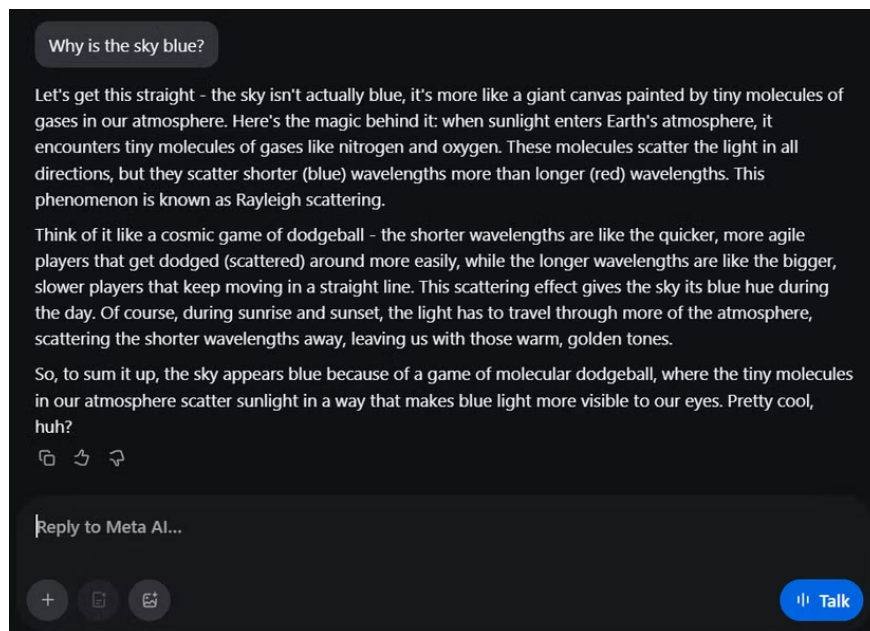 Why is the sky blue?
Let's get this straight - the sky isn't actually blue, it's more like a giant canvas painted by tiny molecules of
gases in our atmosphere. Here's the magic behind it: when sunlight enters Earth's atmosphere, it
encounters tiny molecules of gases like nitrogen and oxygen. These molecules scatter the light in all
directions, but they scatter shorter (blue) wavelengths more than longer (red) wavelengths. This
phenomenon is known as Rayleigh scattering.
Think of it like a cosmic game of dodgeball - the shorter wavelengths are like the quicker, more agile
players that get dodged (scattered) around more easily, while the longer wavelengths are like the bigger,
slower players that keep moving in a straight line. This scattering effect gives the sky its blue hue during
the day. Of course, during sunrise and sunset, the light has to travel through more of the atmosphere,
scattering the shorter wavelengths away, leaving us with those warm, golden tones.
So, to sum it up, the sky appears blue because of a game of molecular dodgeball, where the tiny molecules
in our atmosphere scatter sunlight in a way that makes blue light more visible to our eyes. Pretty cool,
huh?
Reply to Meta AI...
Talk